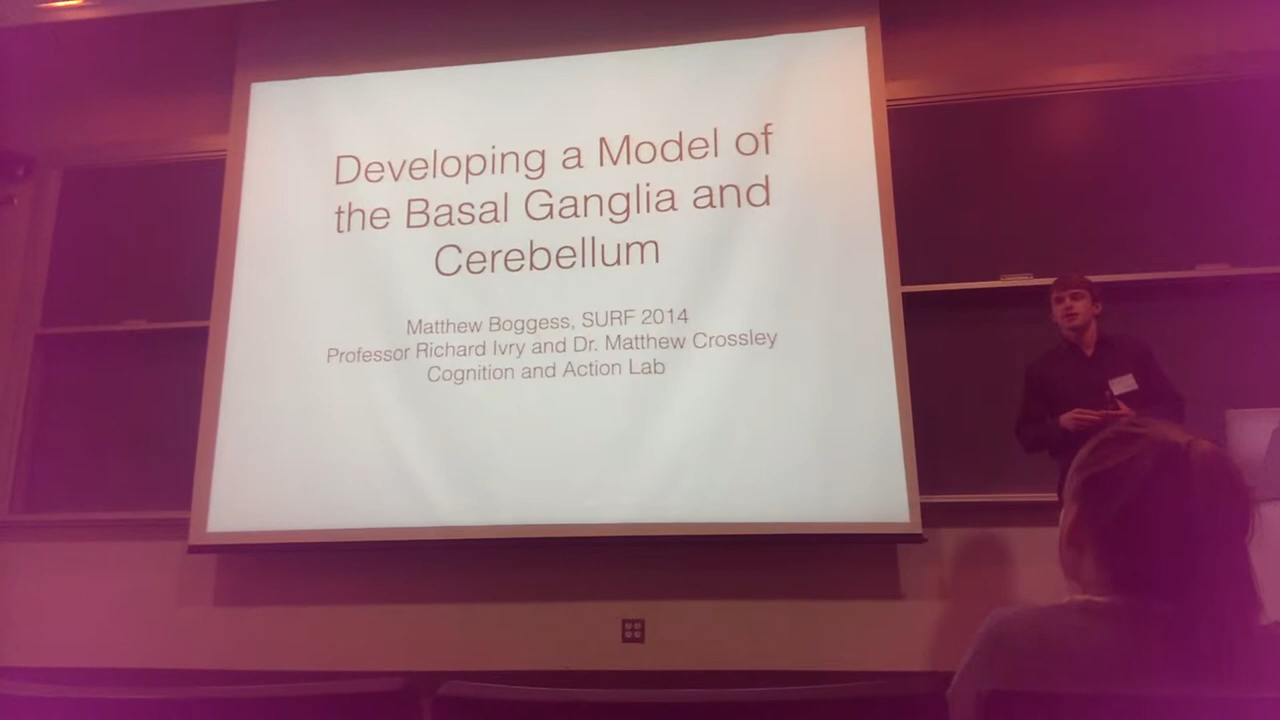 Developing a Model of
the Basal Ganglia and
Cerebellum
Matthew Boggess, SURF 2014
Professor Richard Ivry and Dr. Matthew Crossley
Cognition and Action Lab